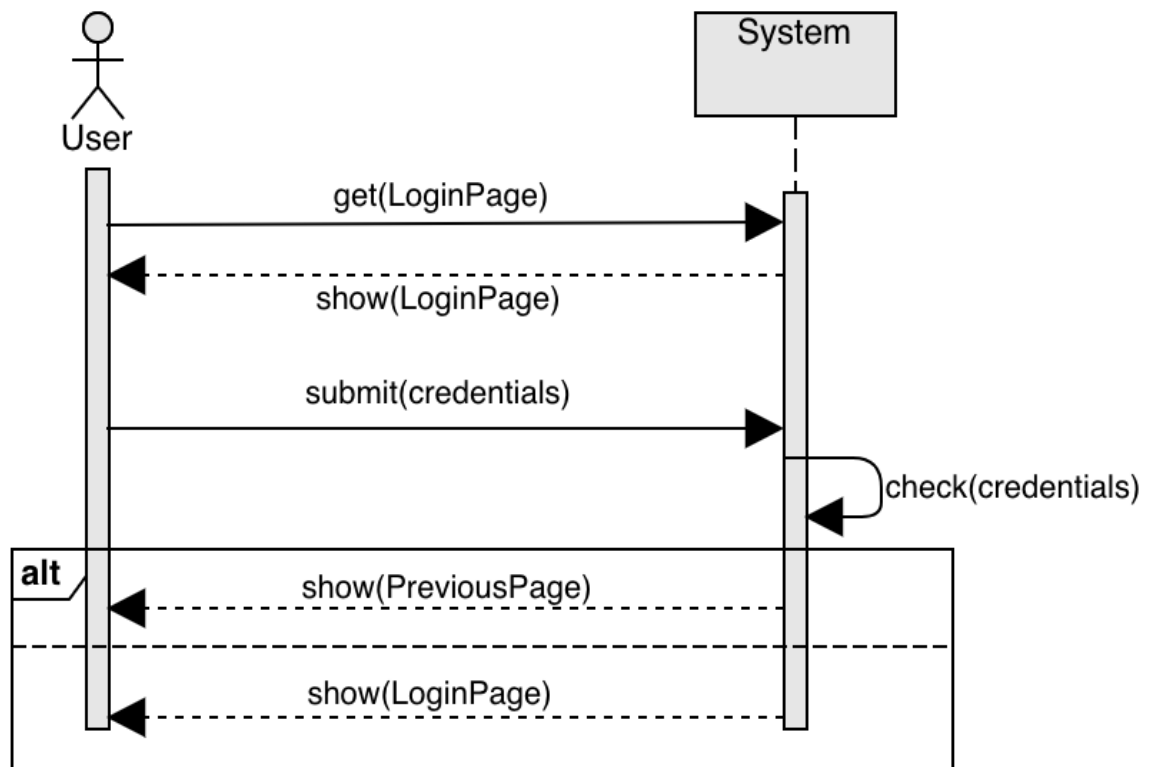 User
System
get(LoginPage)
show(LoginPage)
submit(credentials)
check(credentials)
alt
show(PreviousPage)
show(LoginPage)